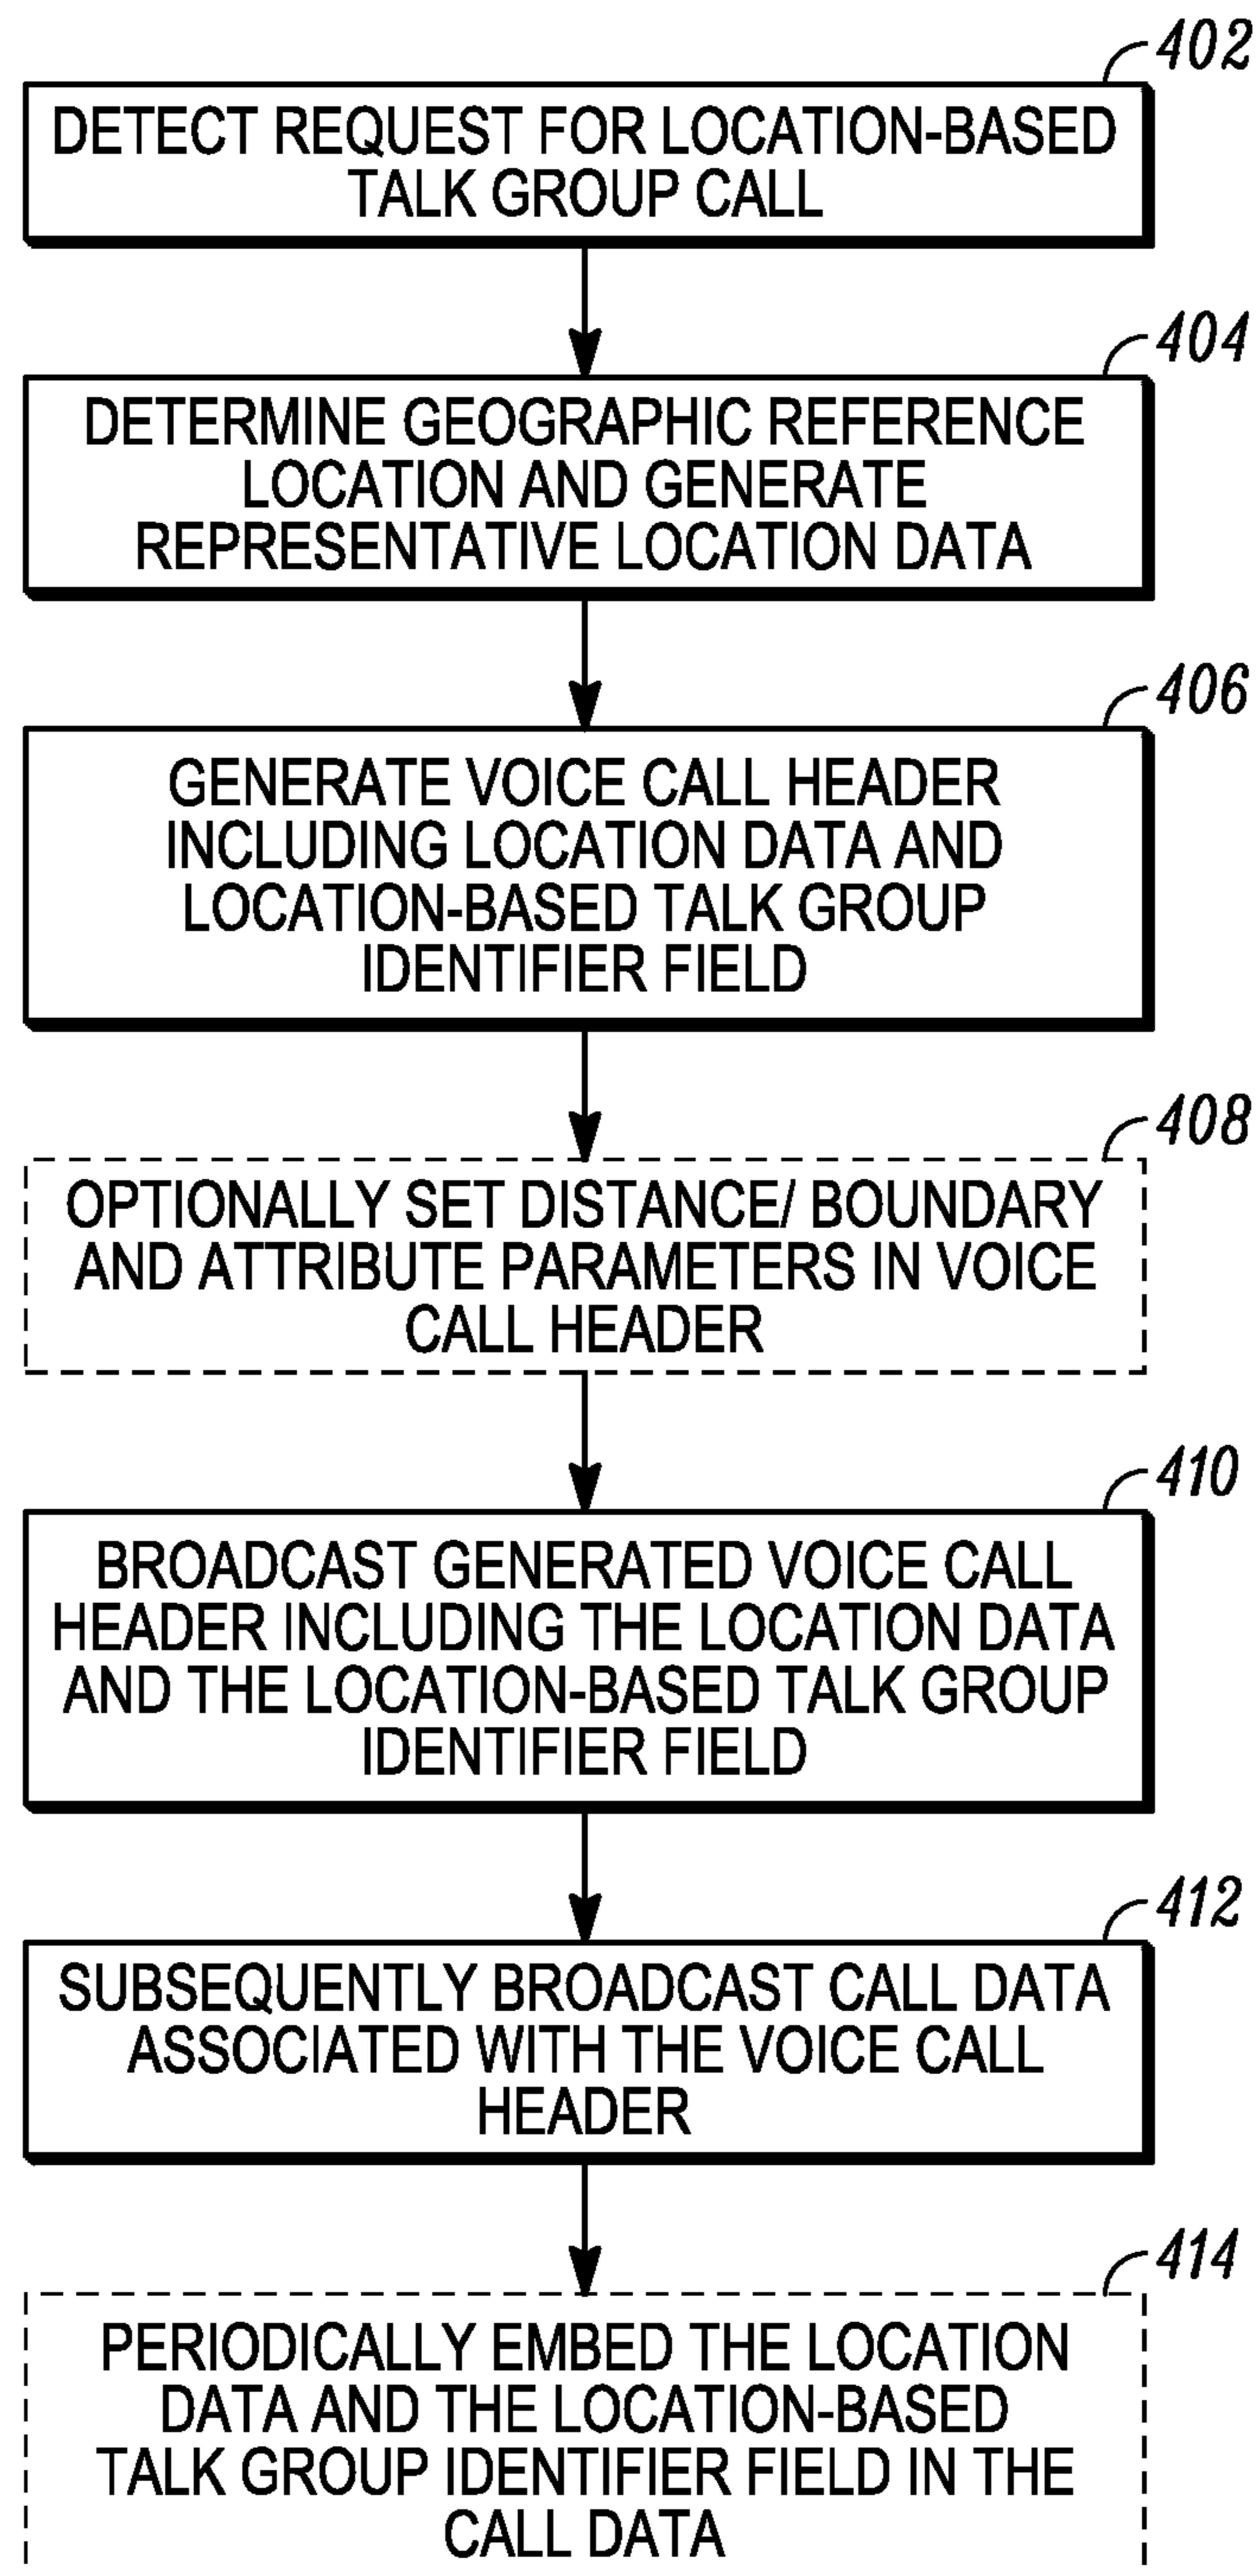 402
DETECT REQUEST FOR LOCATION-BASED
TALK GROUP CALL
404
DETERMINE GEOGRAPHIC REFERENCE
LOCATION AND GENERATE
REPRESENTATIVE LOCATION DATA
406
GENERATE VOICE CALL HEADER
INCLUDING LOCATION DATA AND
LOCATION-BASED TALK GROUP
IDENTIFIER FIELD
408
OPTIONALLY SET DISTANCE/ BOUNDARY
AND ATTRIBUTE PARAMETERS IN VOICE
CALL HEADER
410
BROADCAST GENERATED VOICE CALL
HEADER INCLUDING THE LOCATION DATA
AND THE LOCATION-BASED TALK GROUP
IDENTIFIER FIELD
412
SUBSEQUENTLY BROADCAST CALL DATA
ASSOCIATED WITH THE VOICE CALL
HEADER
414
PERIODICALLY EMBED THE LOCATION
DATA AND THE LOCATION-BASED
TALK GROUP IDENTIFIER FIELD IN THE
CALL DATA